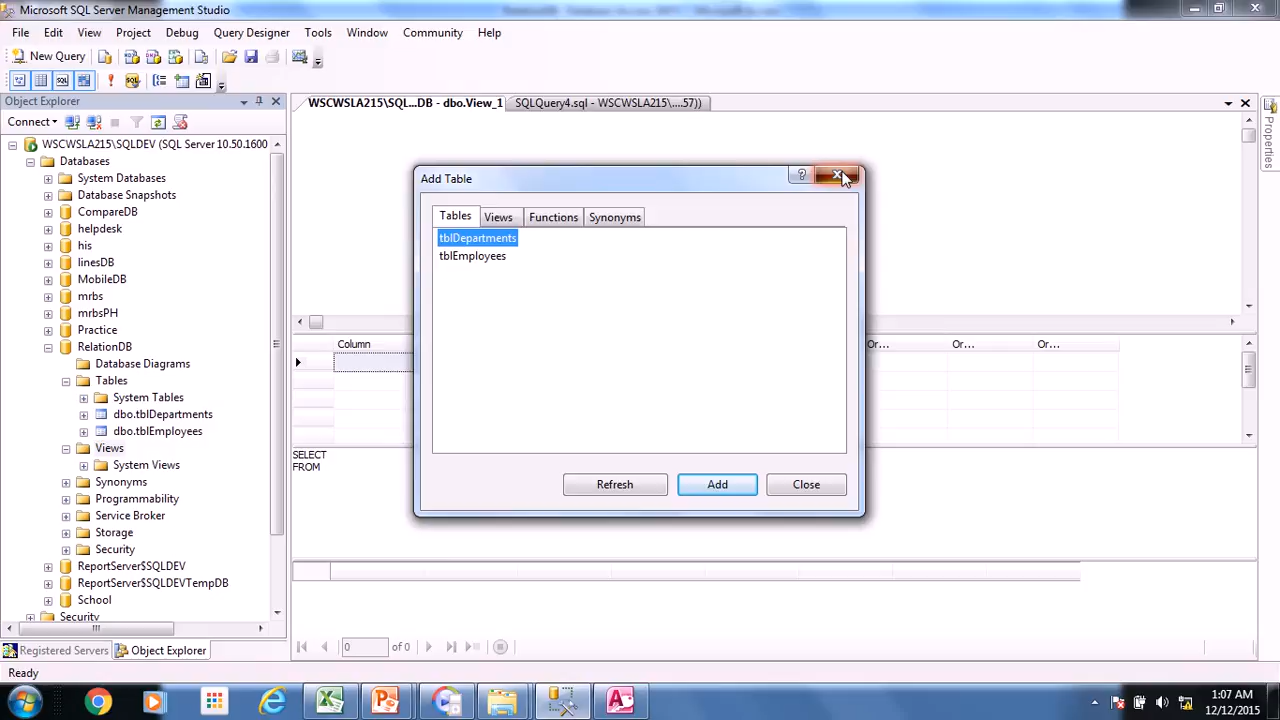 Microsoft SQL Server Management Studio
File Edit View Project Debug Query Designer Tools Window Community Help
New Query
Object Explorer
WSCWSLA215\SQL...DB - dbo.View_1
SQLQuery4.sql - WSCWSLA215\....57))
Connect
WSCWSLA215\SQLDEV (SQL Server 10.50.1600
Databases
System Databases
Database Snapshots
CompareDB
helpdesk
his
linesDB
MobileDB
mrbs
mrbsPH
Practice
RelationDB
Database Diagrams
Tables
System Tables
dbo.tblDepartments
dbo.tblEmployees
Views
System Views
Synonyms
Programmability
Service Broker
Storage
Security
ReportServer$SQLDEV
ReportServer$SQLDEVTempDB
School
Security
Registered Servers
Object Explorer
Add Table
Tables Views Functions Synonyms
tblDepartments
tblEmployees
Refresh Add Close
Column Or... Or... Or...
SELECT
FROM
0 of 0
Properties
Ready
1:07 AM
12/12/2015